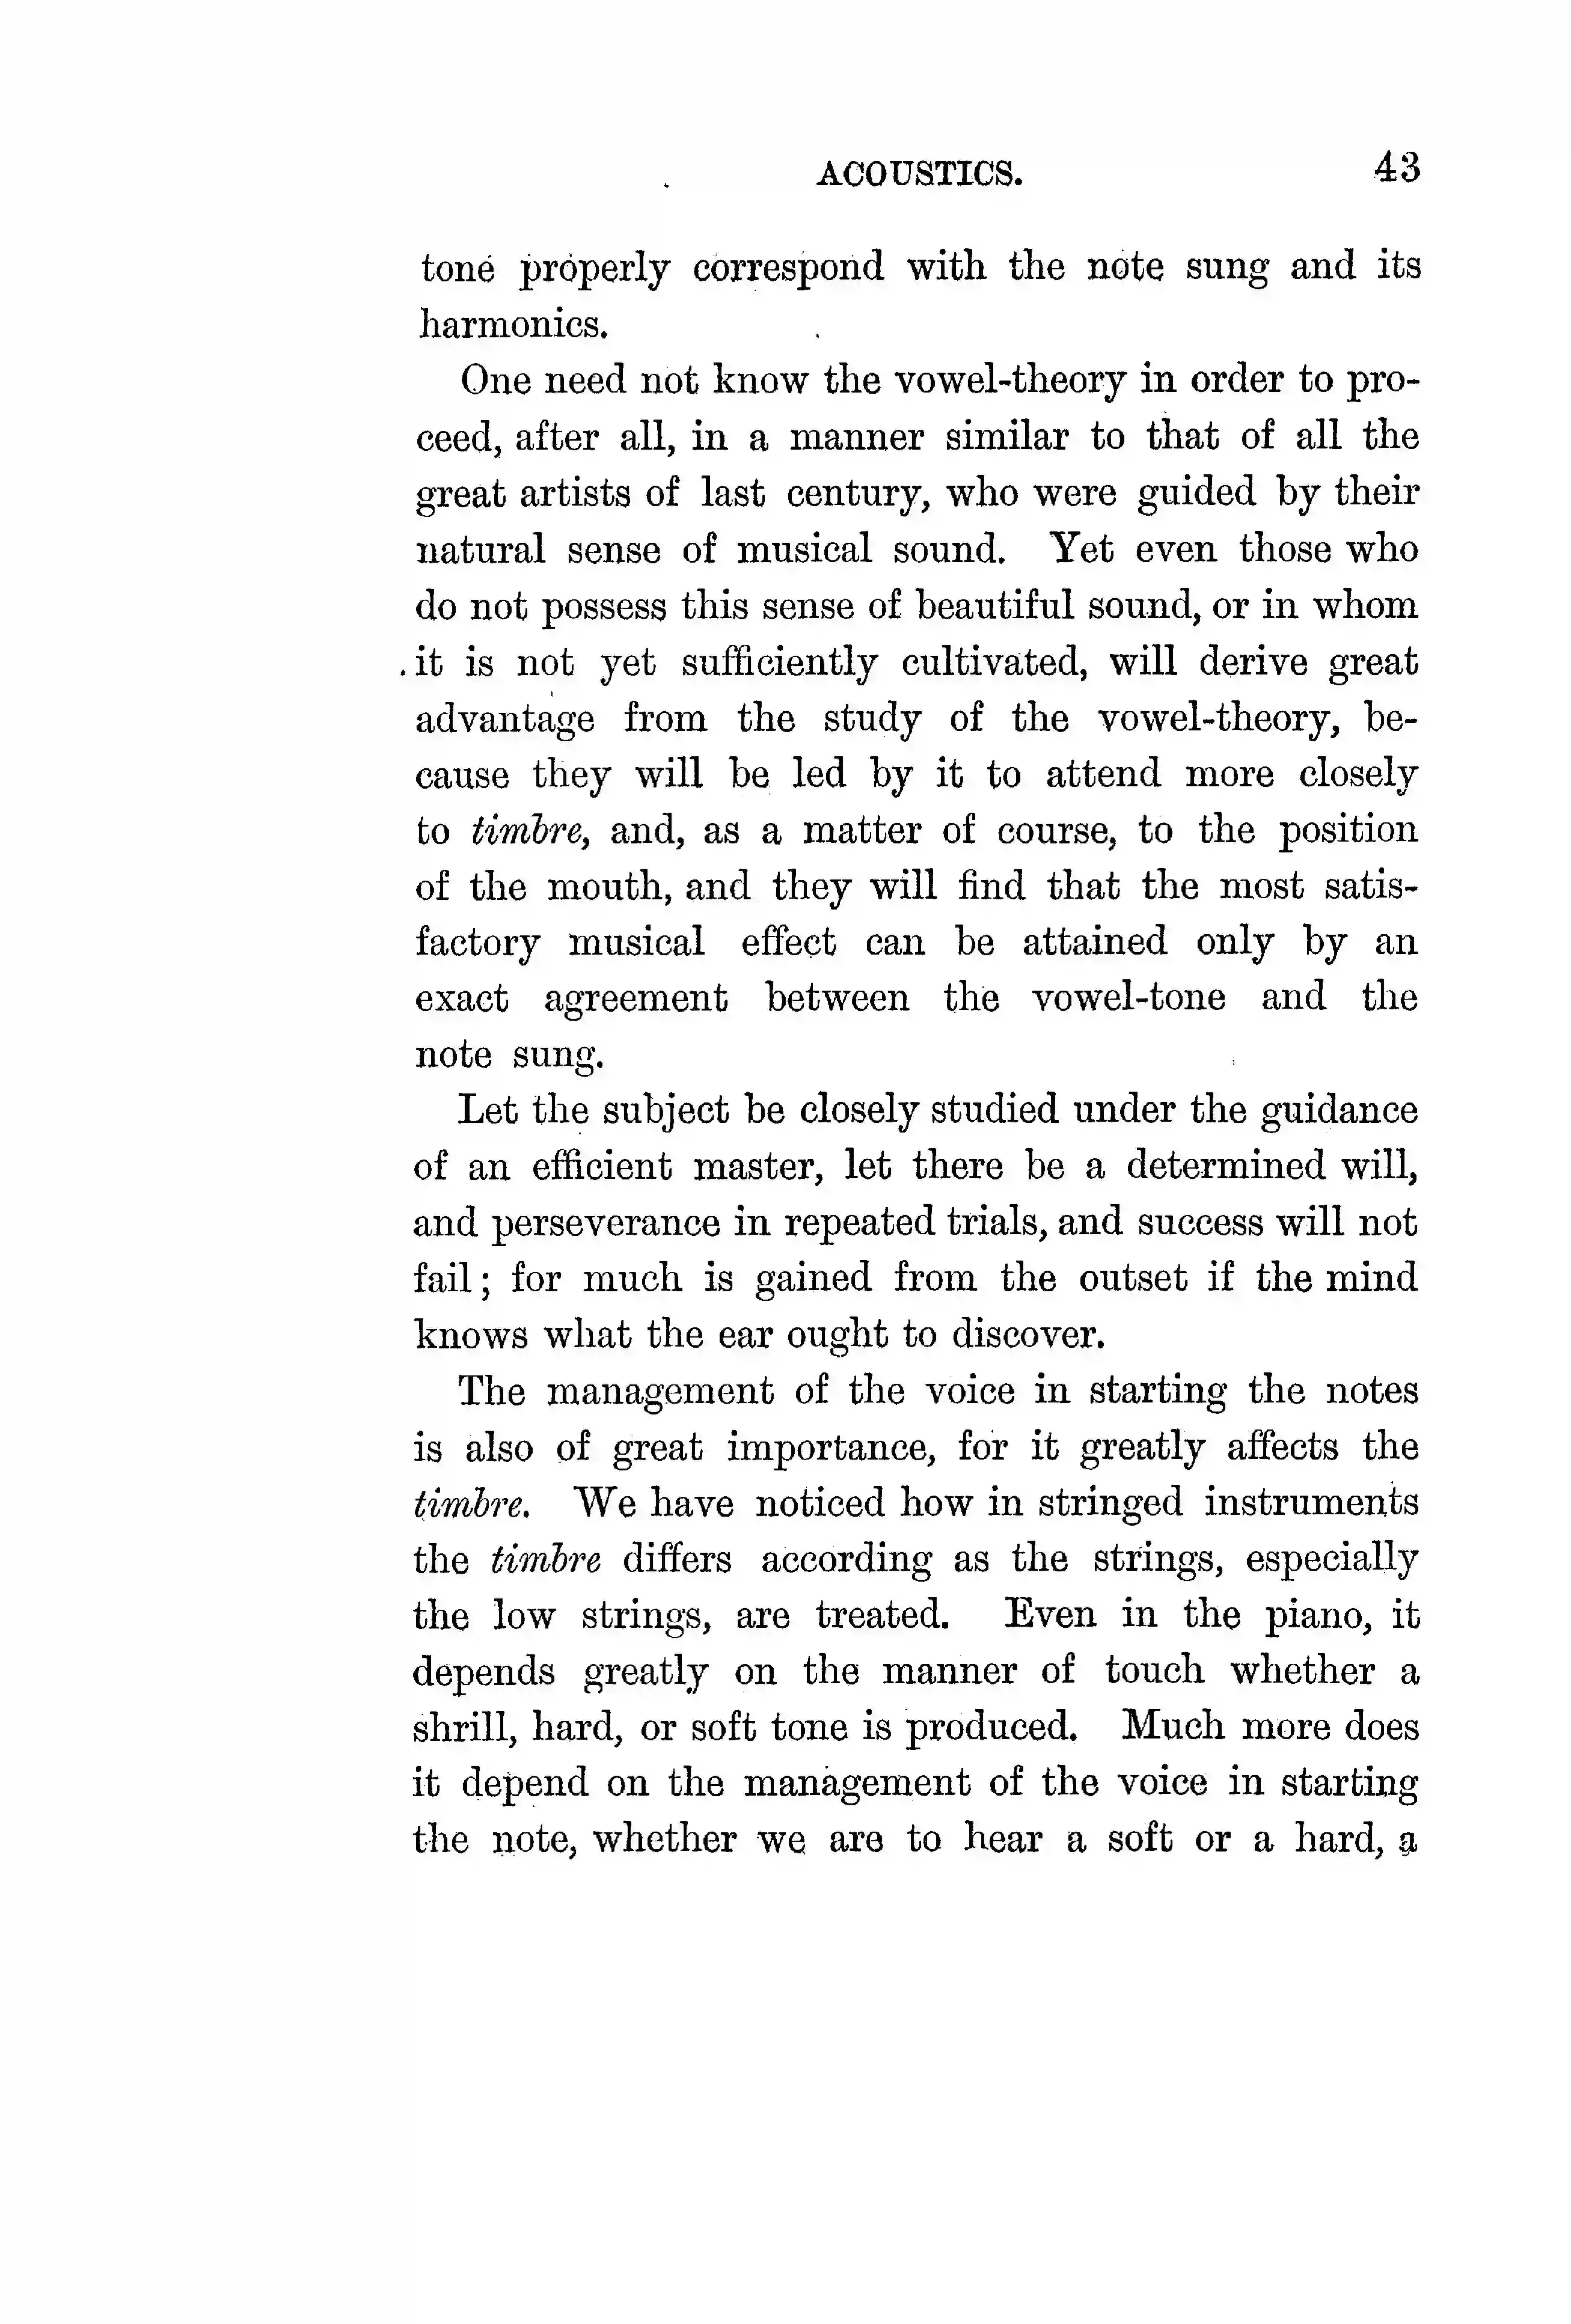 ACOUSTICS. 43
tone properly correspond with the note sung and its
harmonics.
One need not know the vowel-theory in order to pro-
ceed, after all, in a manner similar to that of all the
great artists of last century, who were guided by their
natural sense of musical sound. Yet even those who
do not possess this sense of beautiful sound, or in whom
it is not yet sufficiently cultivated, will derive great
advantage from the study of the vowel-theory, be-
cause they will be led by it to attend more closely
to timbre, and, as a matter of course, to the position
of the mouth, and they will find that the most satis-
factory musical effect can be attained only by an
exact agreement between the vowel-tone and the
note sung.
Let the subject be closely studied under the guidance
of an efficient master, let there be a determined will,
and perseverance in repeated trials, and success will not
fail; for much is gained from the outset if the mind
knows what the ear ought to discover.
The management of the voice in starting the notes
is also of great importance, for it greatly affects the
timbre. We have noticed how in stringed instruments
the timbre differs according as the strings, especially
the low strings, are treated. Even in the piano, it
depends greatly on the manner of touch whether a
shrill, hard, or soft tone is produced. Much more does
it depend on the management of the voice in starting
the note, whether we are to hear a soft or a hard, a